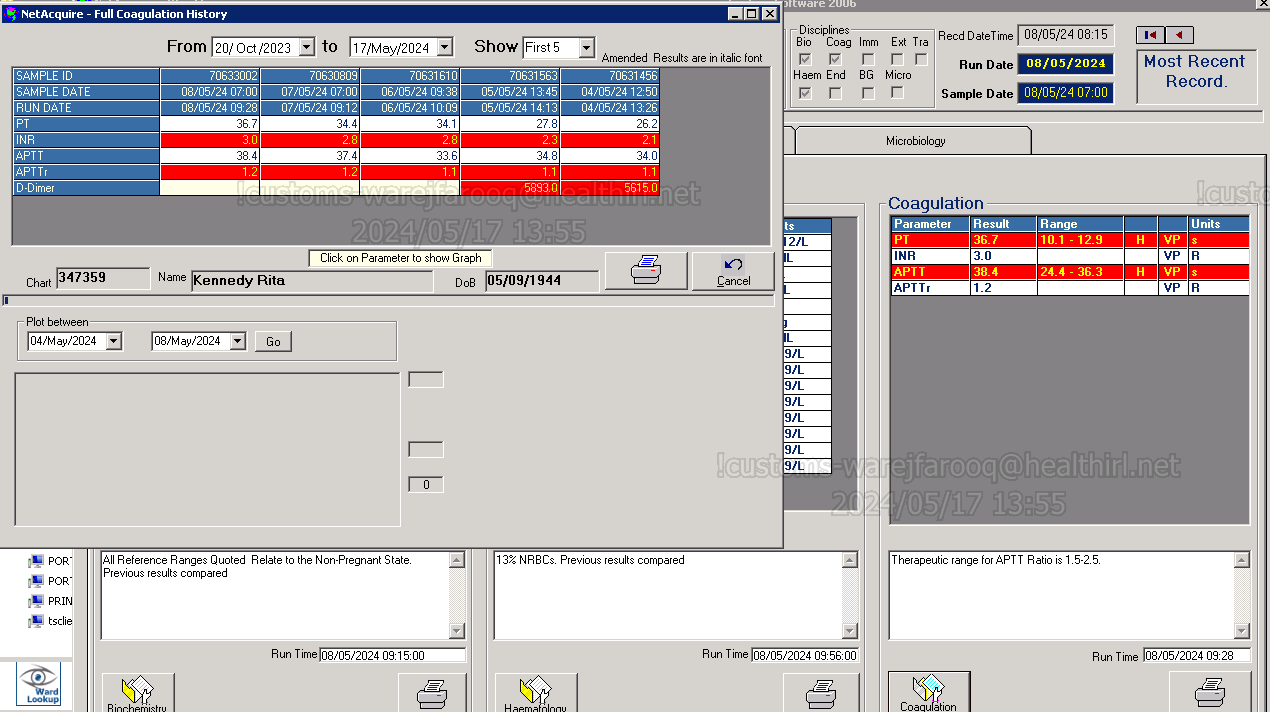 NetAcquire - Full Coagulation History
oftware 2006
From 20/Oct/2023 to 17/May/2024 Show First 5 Amended Results are in italic font
SAMPLE ID 70633002 70630809 70631610 70631563 70631456
SAMPLE DATE 08/05/24 07:00 07/05/24 07:00 06/05/24 09:38 05/05/24 13:45 04/05/24 12:50
RUN DATE 08/05/24 09:28 07/05/24 09:12 06/05/24 10:09 05/05/24 14:13 04/05/24 13:26
PT 36.7 34.4 34.1 27.8 26.2
INR 3.0 2.8 2.8 2.3 2.1
APTT 38.4 37.4 33.6 34.8 34.0
APTTr 1.2 1.2 1.1 1.1 1.1
D-Dimer 5893.0 5615.0
!customs-warejfarooq@healthirl.net
2024/05/17 13:55
Click on Parameter to show Graph
Chart 347359 Name Kennedy Rita DoB 05/09/1944
Cancel
Plot between
04/May/2024 08/May/2024 Go
0
Disciplines
Bio Coag Imm Ext Tra
Haem End BG Micro
Recd DateTime 08/05/24 08:15
Run Date 08/05/2024
Sample Date 08/05/24 07:00
Most Recent
Record.
Microbiology
!custo
ts
12/L
IL
L
g
IL
9/L
9/L
9/L
9/L
9/L
9/L
9/L
9/L
Coagulation
Parameter Result Range Units
PT 36.7 10.1 - 12.9 H VP s
INR 3.0 VP R
APTT 38.4 24.4 - 36.3 H VP s
APTTr 1.2 VP R
!customs-warejfarooq@healthirl.net
2024/05/17 13:55
POR
POR
PRIN
tsclie
Ward
Lookup
All Reference Ranges Quoted Relate to the Non-Pregnant State.
Previous results compared
Run Time 08/05/2024 09:15:00
Biochemistry
13% NRBCs. Previous results compared
Run Time 08/05/2024 09:56:00
Haematology
Therapeutic range for APTT Ratio is 1.5-2.5.
Run Time 08/05/2024 09:28
Coagulation